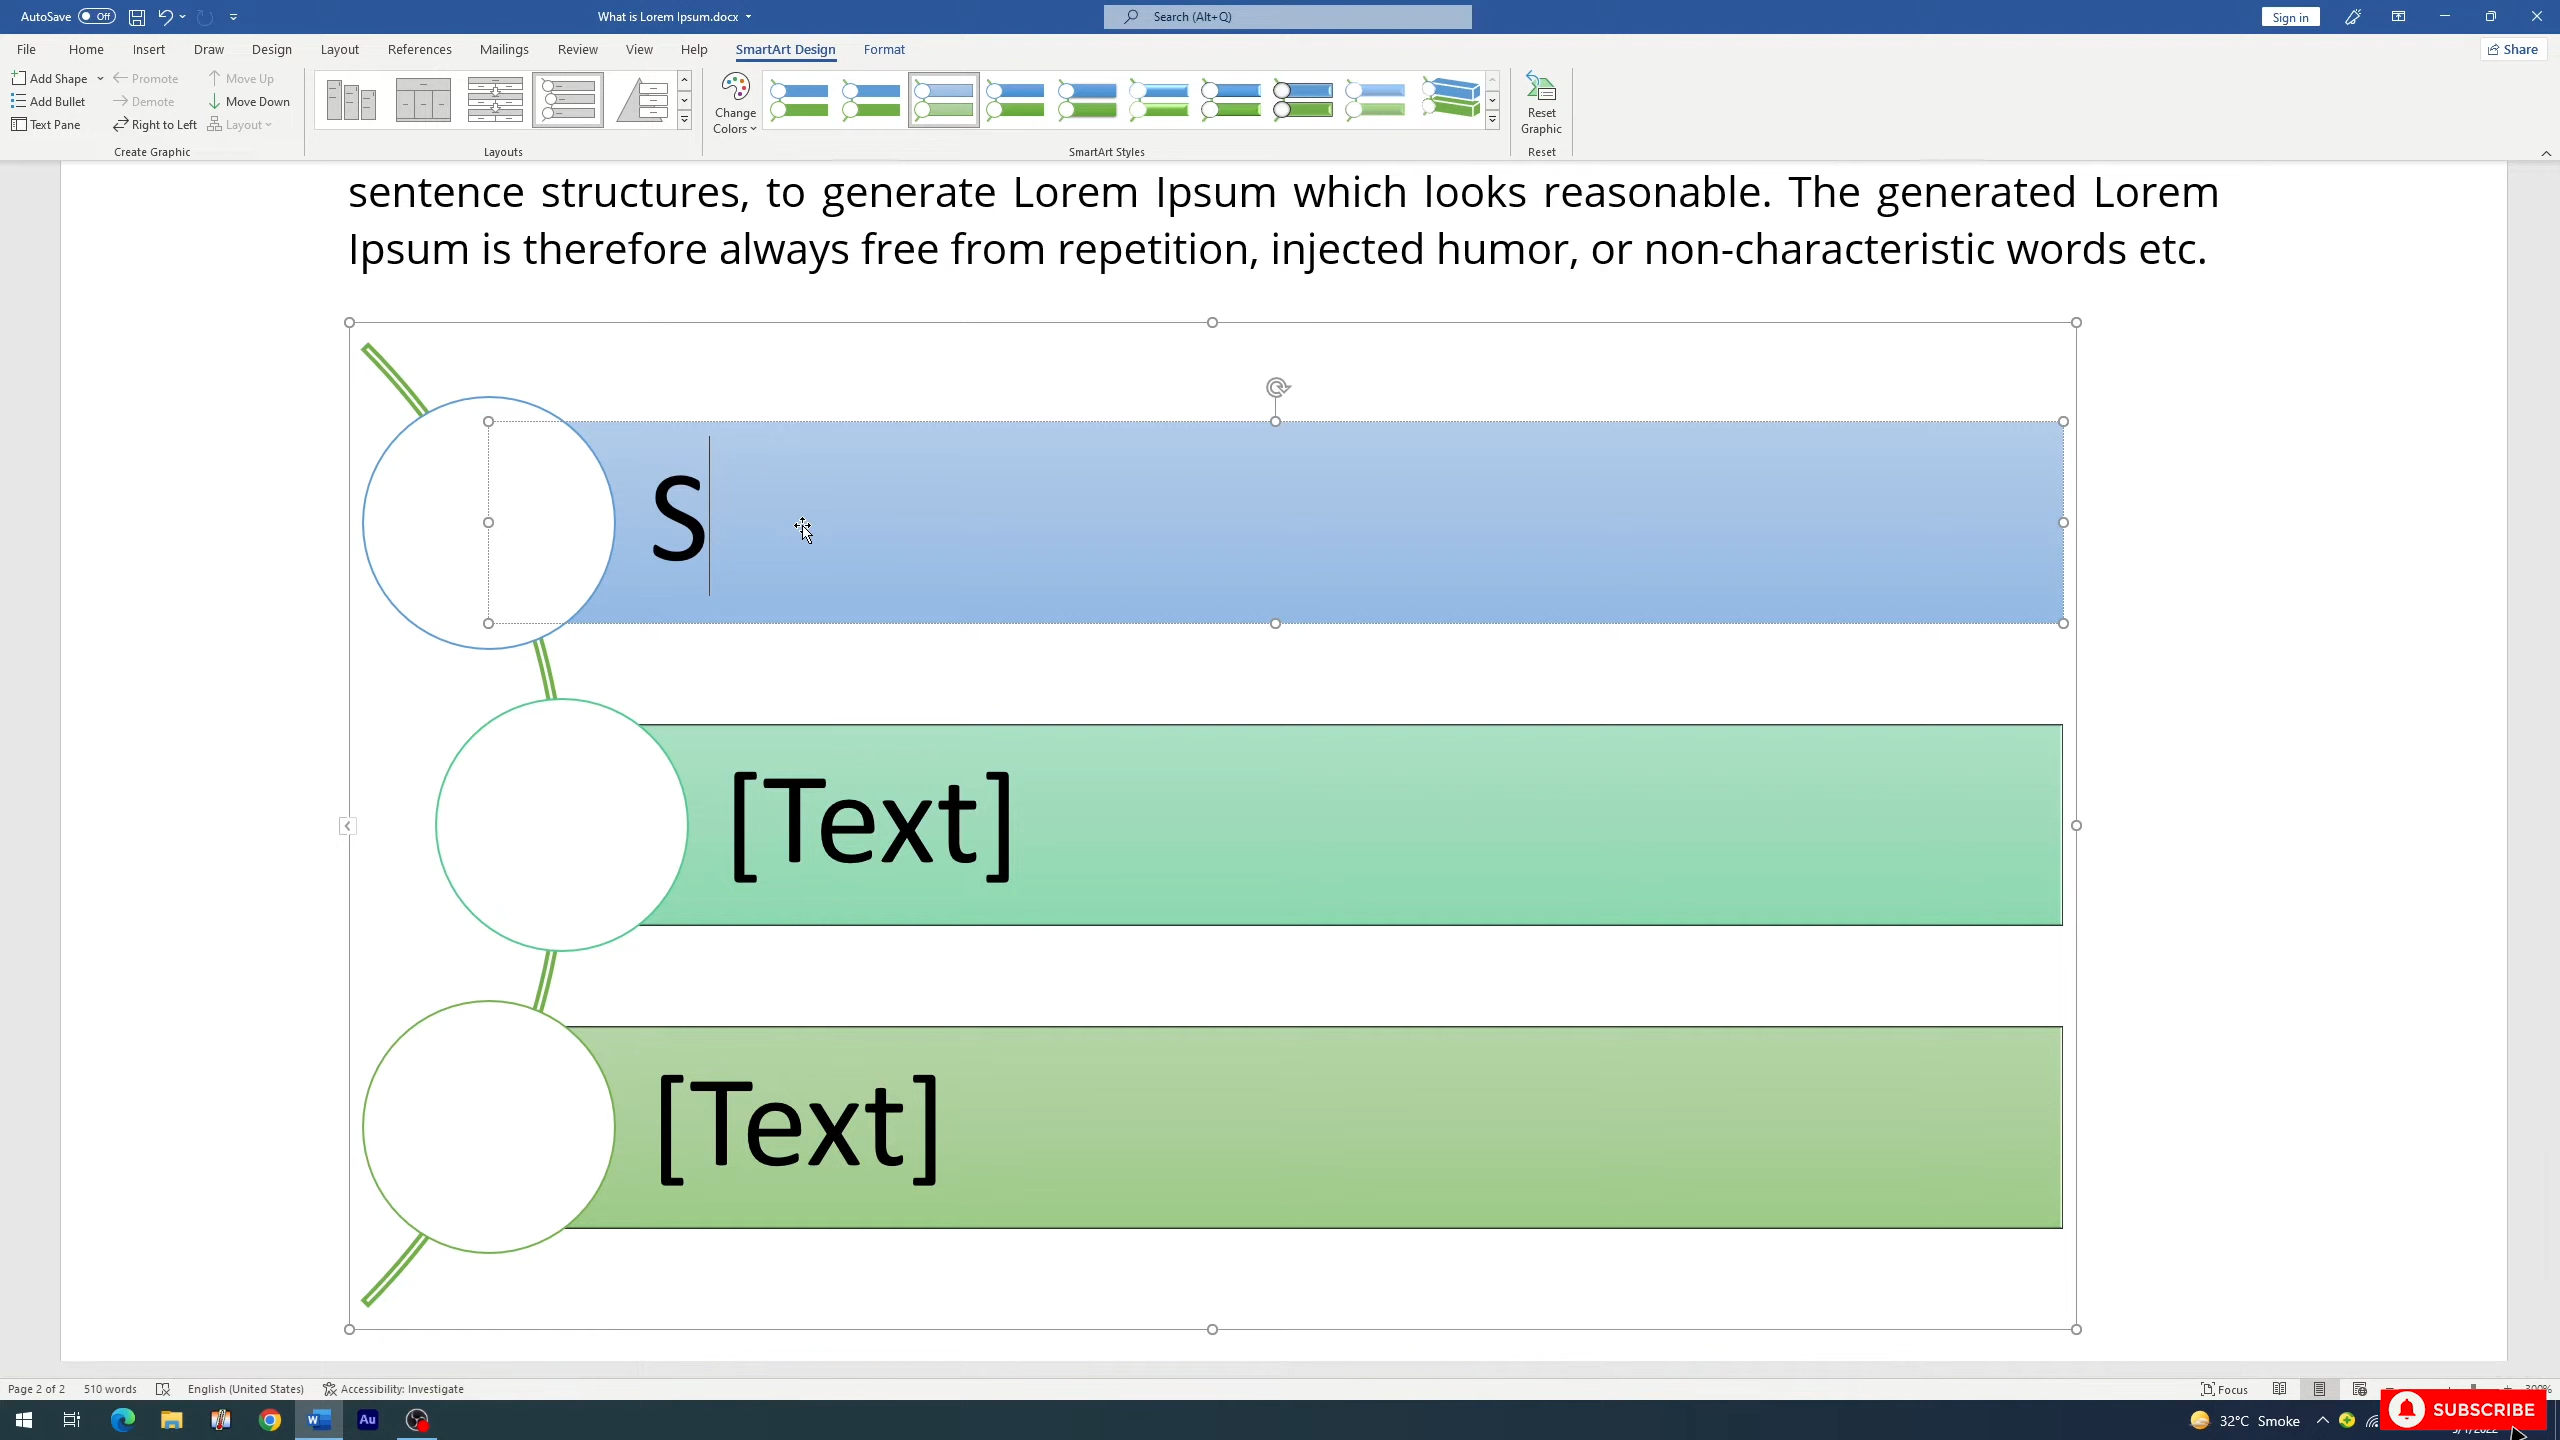 AutoSave Off
What is Lorem Ipsum.docx
Search (Alt+Q)
Sign in
File Home Insert Draw Design Layout References Mailings Review View Help SmartArt Design Format
Share
Add Shape Promote Move Up
Add Bullet Demote Move Down
Text Pane Right to Left Layout
Change
Colors
Reset
Graphic
Create Graphic Layouts SmartArt Styles Reset
sentence structures, to generate Lorem Ipsum which looks reasonable. The generated Lorem
Ipsum is therefore always free from repetition, injected humor, or non-characteristic words etc.
S
[Text]
[Text]
Page 2 of 2 510 words English (United States) Accessibility: Investigate
Focus
32°C Smoke
SUBSCRIBE